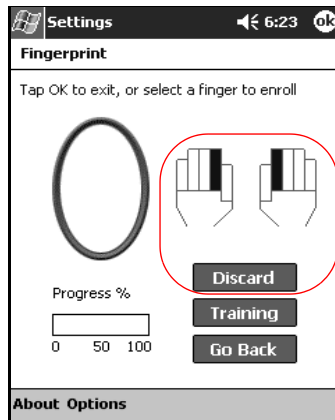 Settings 6:23 ok
Fingerprint
Tap OK to exit, or select a finger to enroll
Discard
Progress %
Training
0 50 100
Go Back
About Options